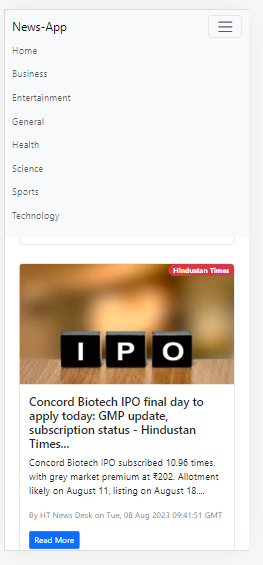 News-App
Home
Business
Entertainment
General
Health
Science
Sports
Technology
Hindustan Times
I P O
Concord Biotech IPO final day to
apply today: GMP update,
subscription status - Hindustan
Times...
Concord Biotech IPO subscribed 10.96 times,
with grey market premium at ₹202. Allotment
likely on August 11, listing on August 18....
By HT News Desk on Tue, 08 Aug 2023 09:41:51 GMT
Read More